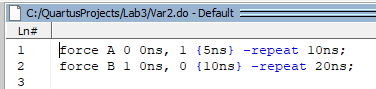 C:/QuartusProjects/Lab3/Var2.do - Default
Ln#
1 force A 0 0ns, 1 {5ns} -repeat 10ns;
2 force B 1 0ns, 0 {10ns} -repeat 20ns;
3